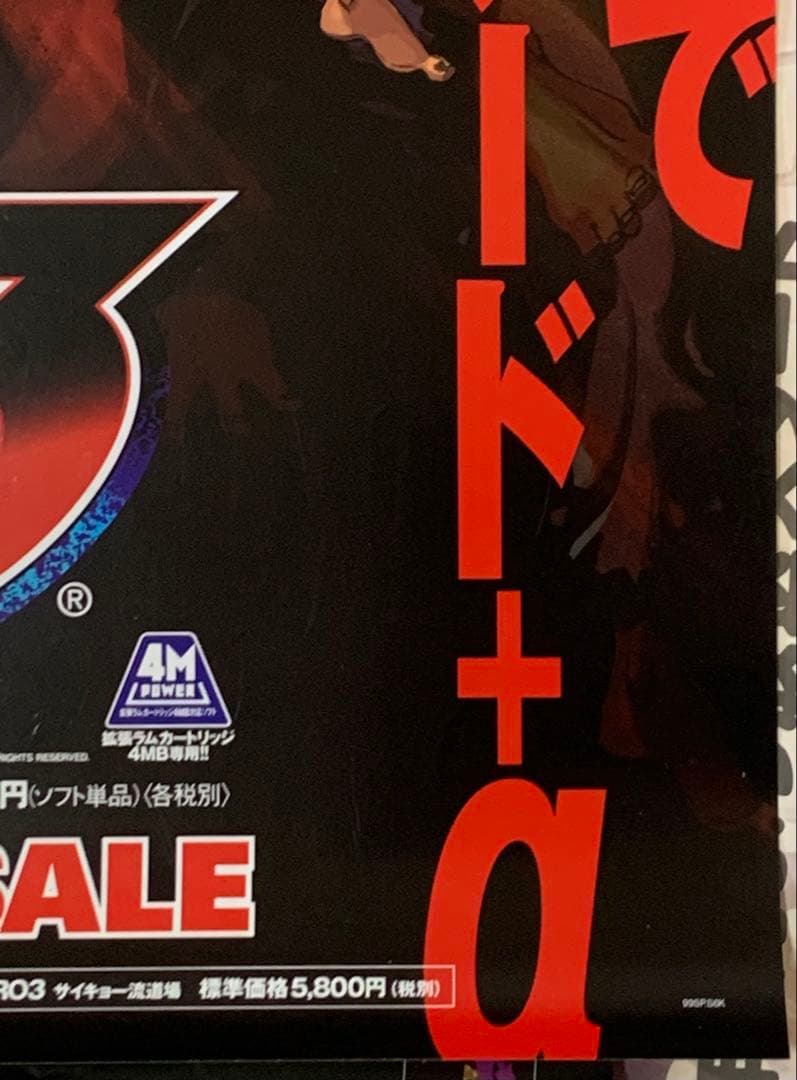 で
ード+α
®
4M
POWER
拡張ラムカートリッジ
4MB専用!!
RIGHTS RESERVED.
円(ソフト単品)〈各税別〉
SALE
RO3 サイキョー流道場 標準価格5,800円(税別)